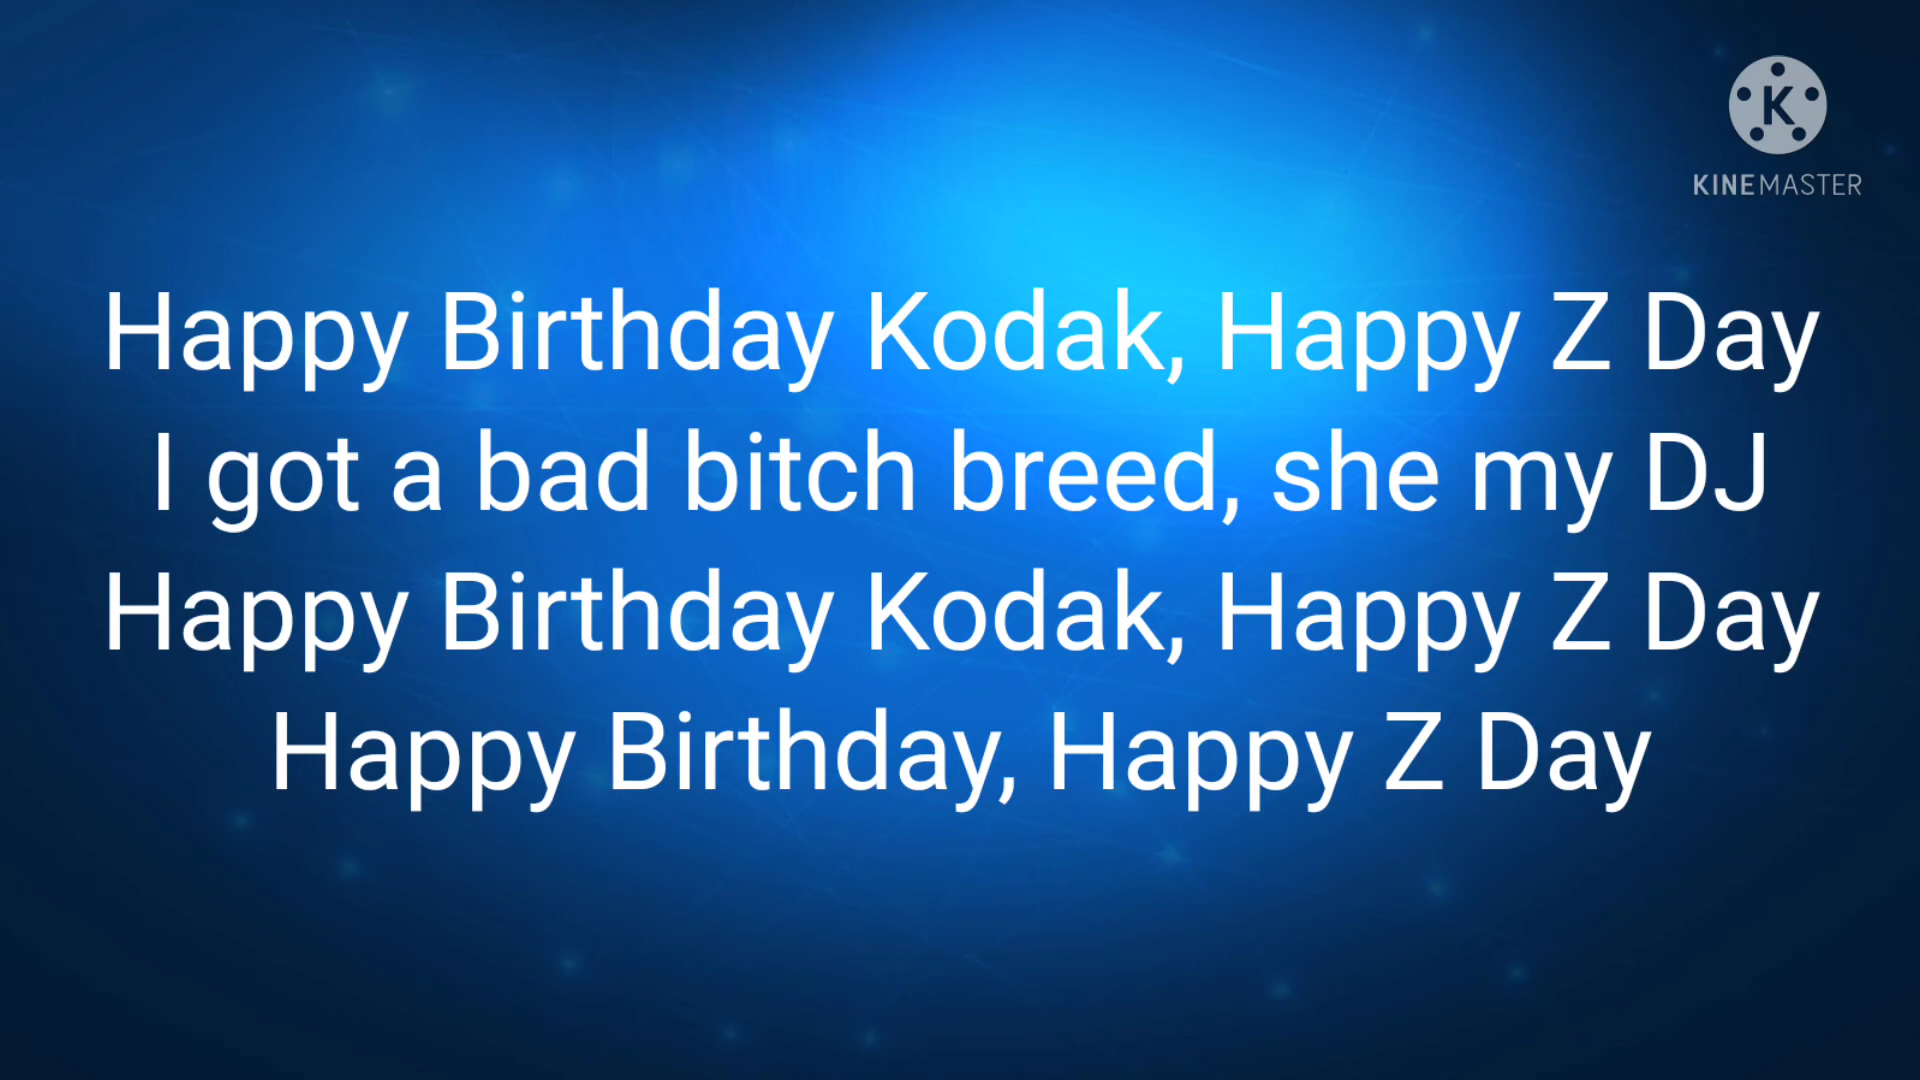 K
KINEMASTER
Happy Birthday Kodak, Happy Z Day
I got a bad bitch breed, she my DJ
Happy Birthday Kodak, Happy Z Day
Happy Birthday, Happy Z Day